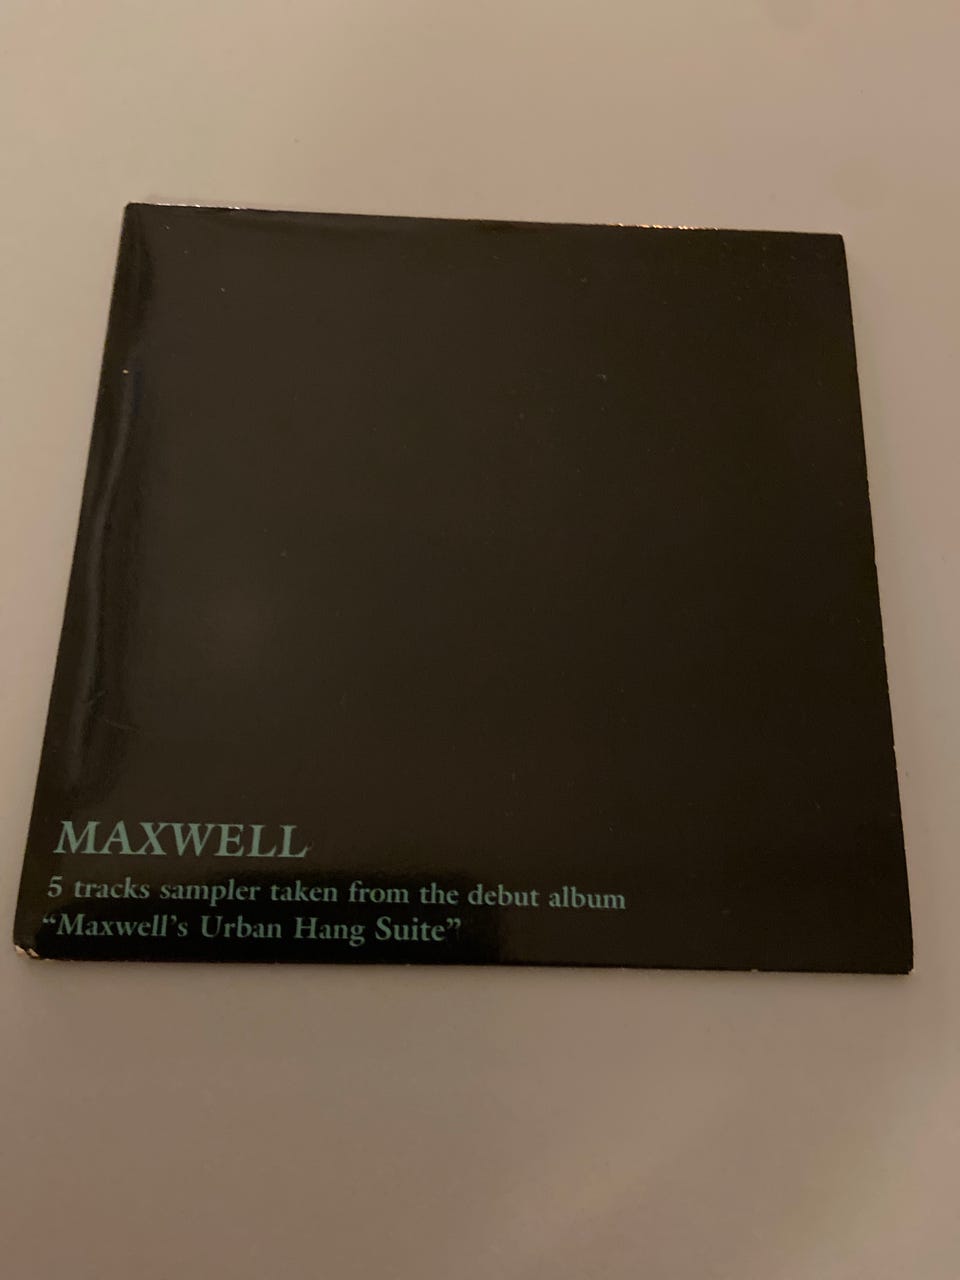 MAXWELL
5 tracks sampler taken from the debut album
“Maxwell’s Urban Hang Suite”